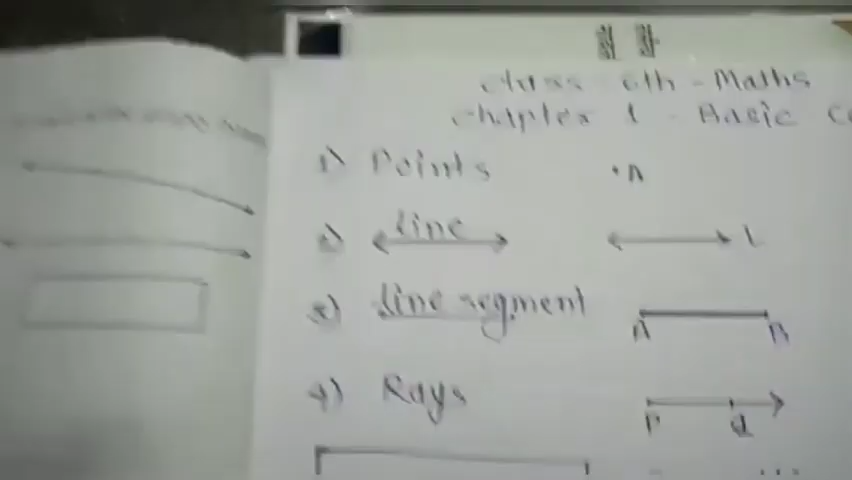 class - 6th - Maths
chapter 1 - Basic
1) Points .A
2) line l
3) line segment A B
4) Rays P Q